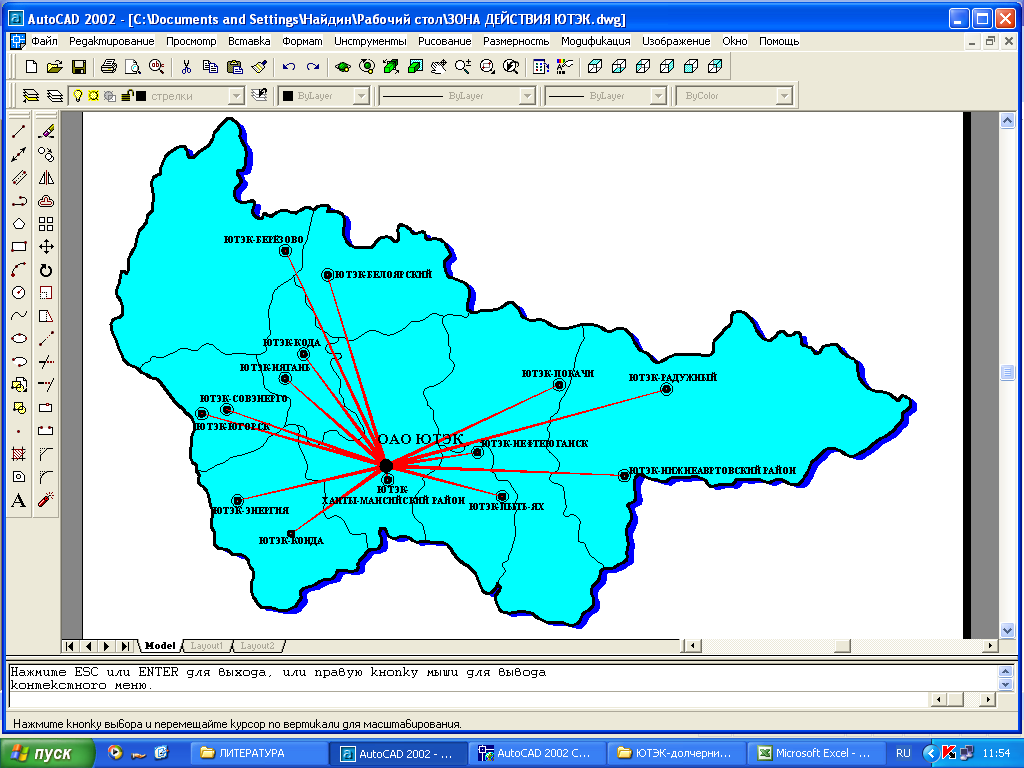 AutoCAD 2002 - [C:\Documents and Settings\Найдин\Рабочий стол\ЗОНА ДЕЙСТВИЯ ЮТЭК.dwg]
Файл Редактирование Просмотр Вставка Формат Инструменты Рисование Размерность Модификация Изображение Окно Помощь
стрелки ByLayer ByLayer ByLayer ByColor
ЮТЭК-БЕРЁЗОВО
ЮТЭК-БЕЛОЯРСКИЙ
ЮТЭК-КОДА
ЮТЭК-НЯГАНЬ
ЮТЭК-ПОКАЧИ
ЮТЭК-РАДУЖНЫЙ
ЮТЭК-СОВЭНЕРГО
ЮТЭК-ЮГОРСК
ОАО ЮТЭК
ЮТЭК-НЕФТЕЮГАНСК
ЮТЭК-НИЖНЕВАРТОВСКИЙ РАЙОН
ЮТЭК-
ХАНТЫ-МАНСИЙСКИЙ РАЙОН
ЮТЭК-ПЫТЬ-ЯХ
ЮТЭК-ЭНЕРГИЯ
ЮТЭК-КОНДА
Model Layout1 Layout2
Нажмите ESC или ENTER для выхода, или правую кнопку мыши для вывода
контекстного меню.
Нажмите кнопку выбора и перемещайте курсор по вертикали для масштабирования.
пуск ЛИТЕРАТУРА AutoCAD 2002 - ... AutoCAD 2002 С... ЮТЭК-долчерни... Microsoft Excel - ... RU 11:54